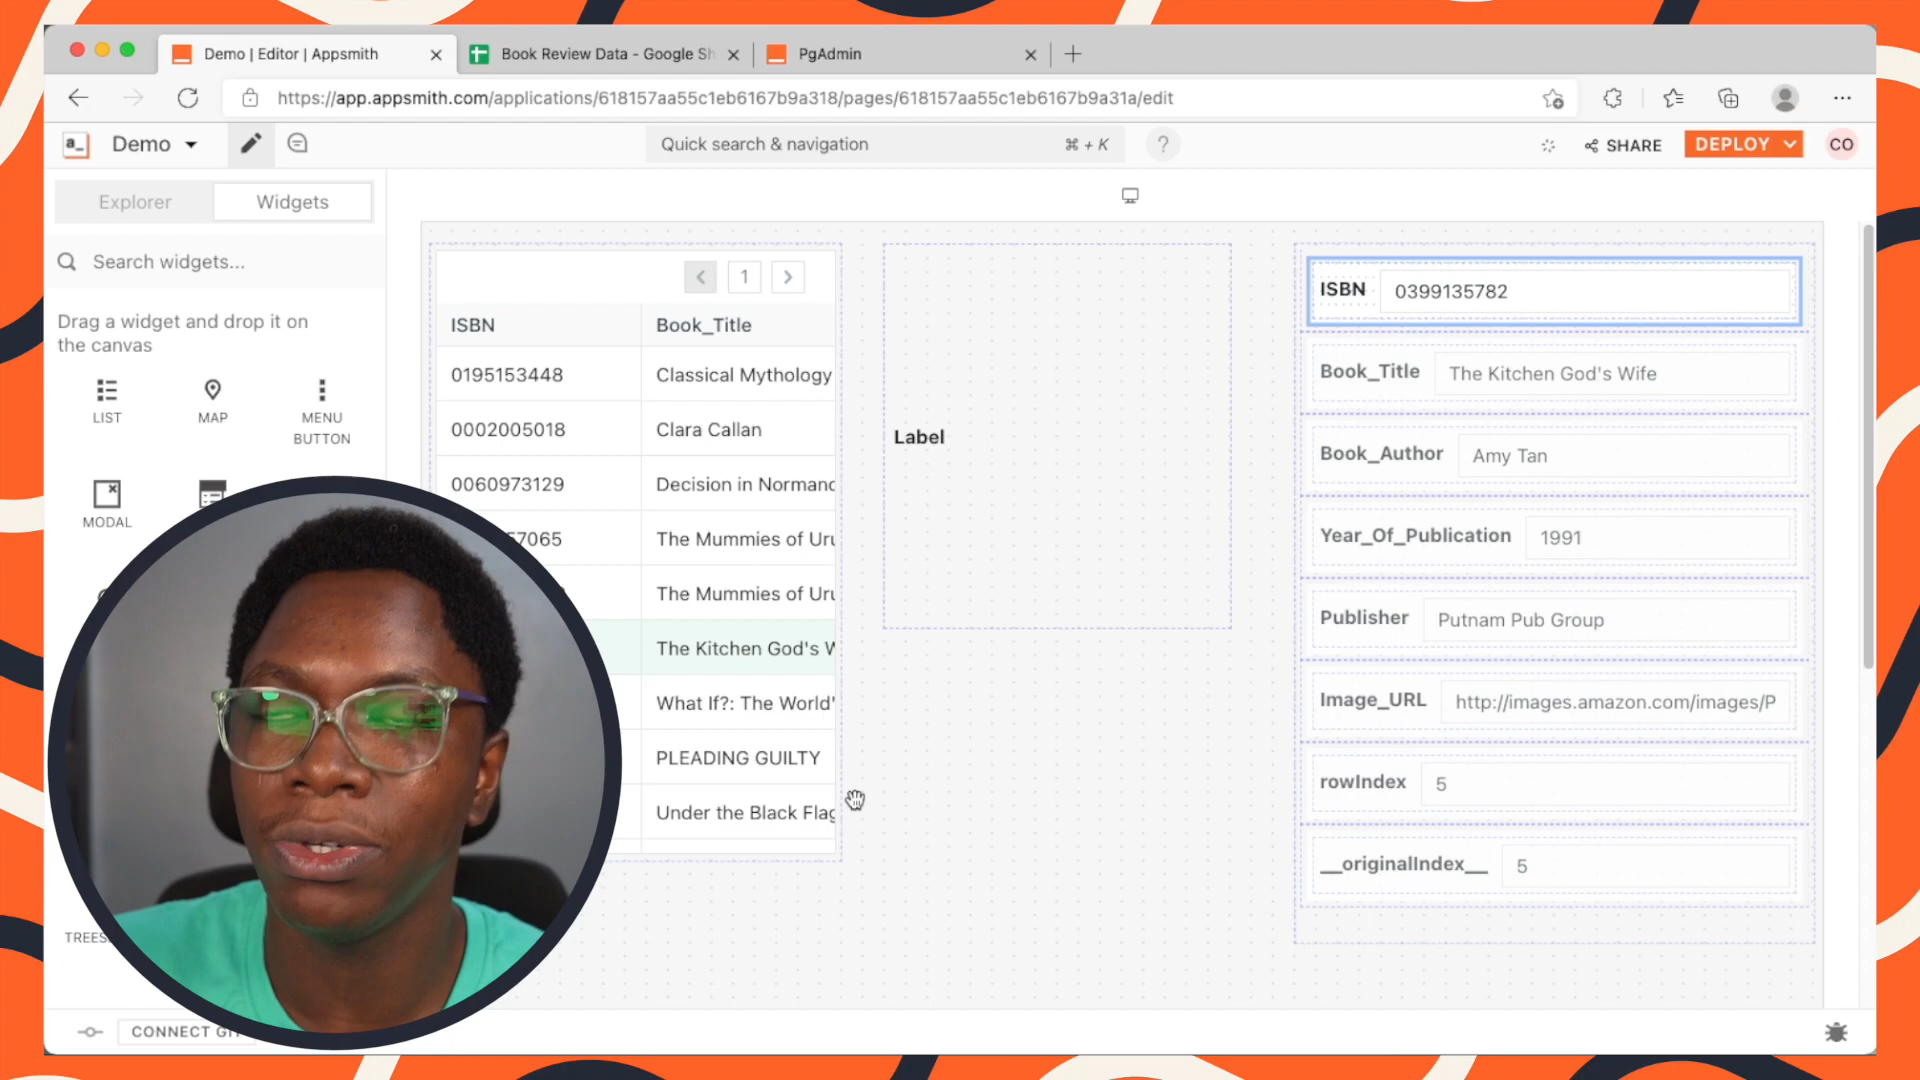 Demo | Editor | Appsmith
Book Review Data - Google Sh
PgAdmin
https://app.appsmith.com/applications/618157aa55c1eb6167b9a318/pages/618157aa55c1eb6167b9a31a/edit
a_
Demo
Quick search & navigation
⌘ + K
?
SHARE
DEPLOY
CO
Explorer
Widgets
Search widgets...
Drag a widget and drop it on
the canvas
LIST
MAP
MENU
BUTTON
MODAL
TREES
CONNECT GI
1
ISBN
Book_Title
0195153448
Classical Mythology
0002005018
Clara Callan
0060973129
Decision in Normand
57065
The Mummies of Uru
The Mummies of Uru
The Kitchen God's W
What If?: The World'
PLEADING GUILTY
Under the Black Flag
Label
ISBN
0399135782
Book_Title
The Kitchen God's Wife
Book_Author
Amy Tan
Year_Of_Publication
1991
Publisher
Putnam Pub Group
Image_URL
http://images.amazon.com/images/P
rowIndex
5
__originalIndex__
5